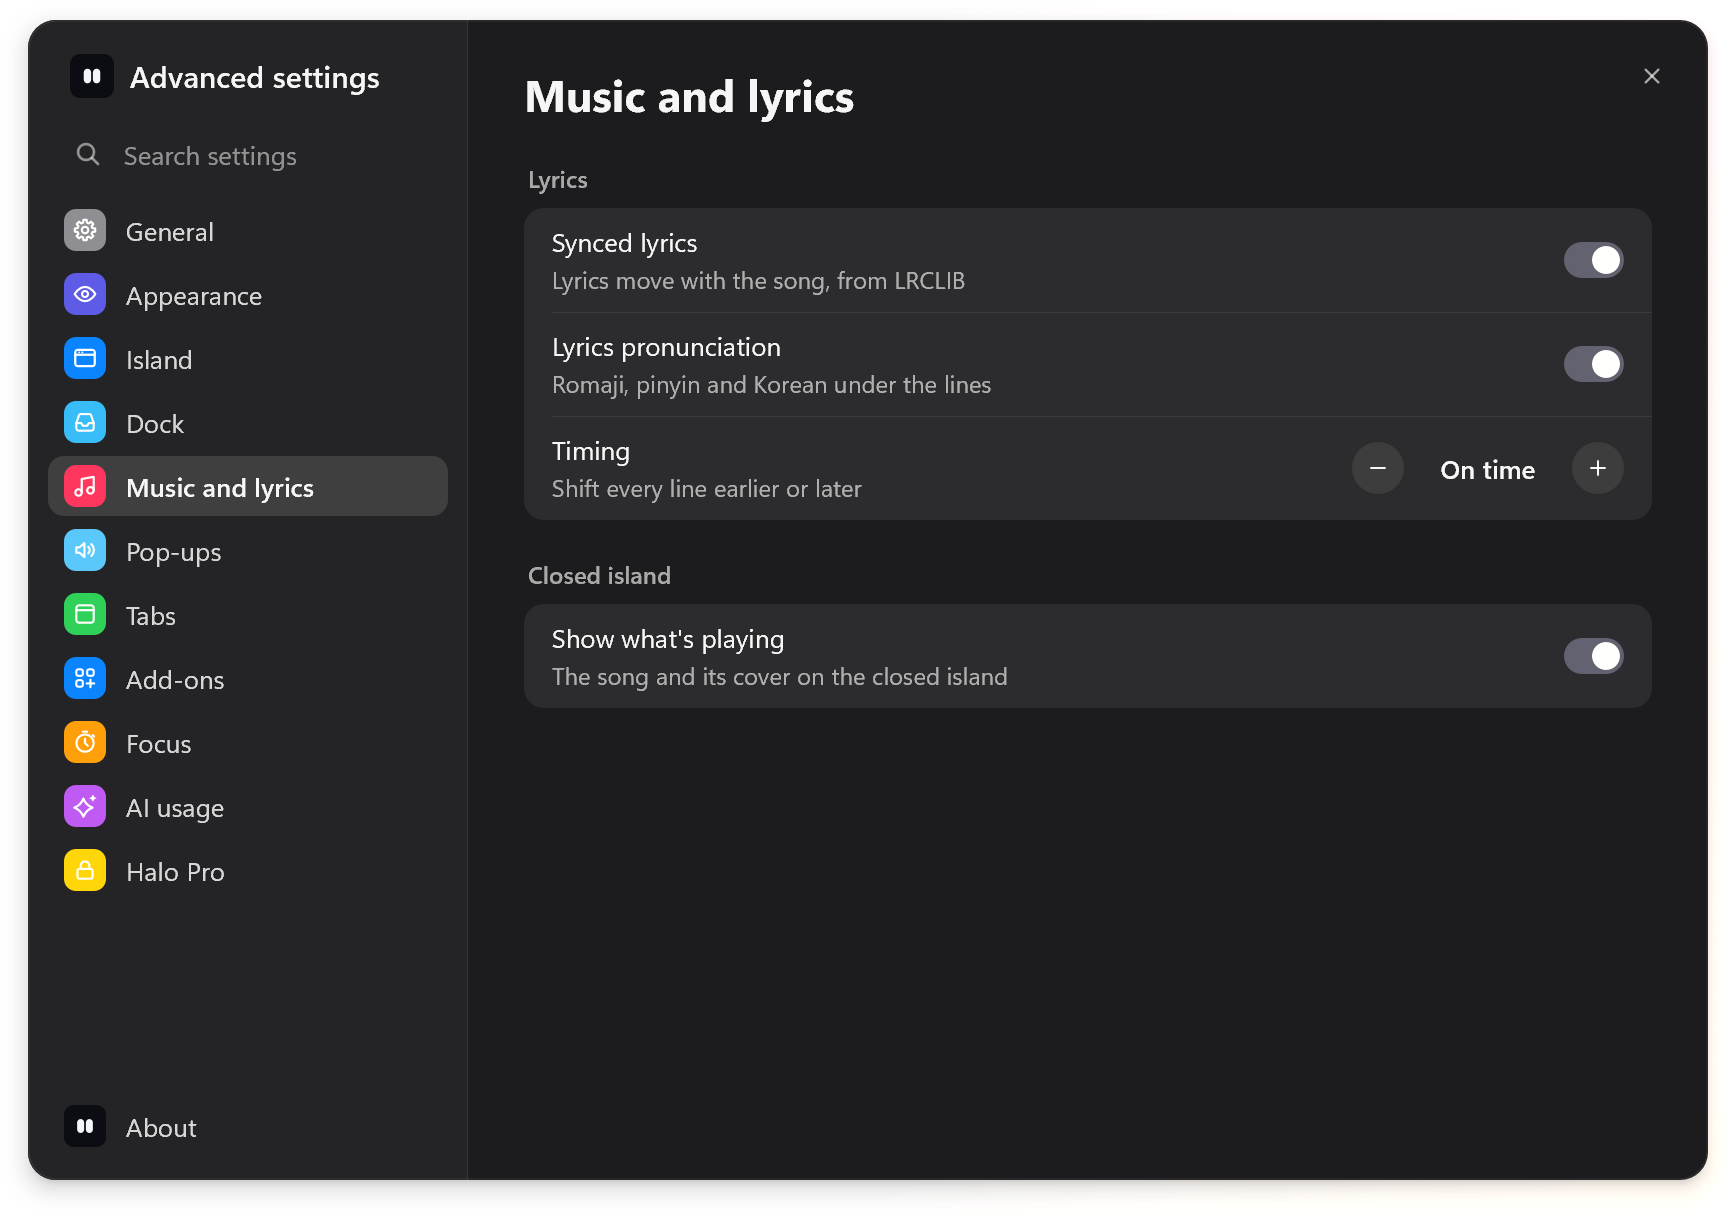 Advanced settings
Search settings
General
Appearance
Island
Dock
Music and lyrics
Pop-ups
Tabs
Add-ons
Focus
AI usage
Halo Pro
About
Music and lyrics
Lyrics
Synced lyrics
Lyrics move with the song, from LRCLIB
Lyrics pronunciation
Romaji, pinyin and Korean under the lines
Timing
Shift every line earlier or later
On time
Closed island
Show what's playing
The song and its cover on the closed island